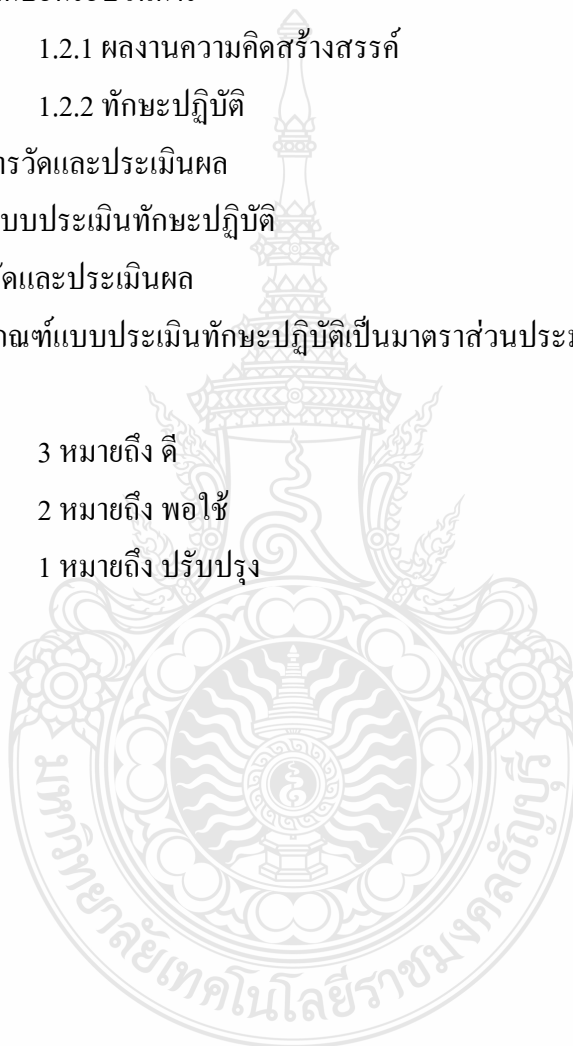 1.2.1 ผลงานความคิดสร้างสรรค์
1.2.2 ทักษะปฏิบัติ
รวัดและประเมินผล
บบประเมินทักษะปฏิบัติ
ัดและประเมินผล
ณฑ์แบบประเมินทักษะปฏิบัติเป็นมาตราส่วนประม
3 หมายถึง ดี
2 หมายถึง พอใช้
1 หมายถึง ปรับปรุง
มหาวิทยาลัยเทคโนโลยีราชมงคลธัญบุรี